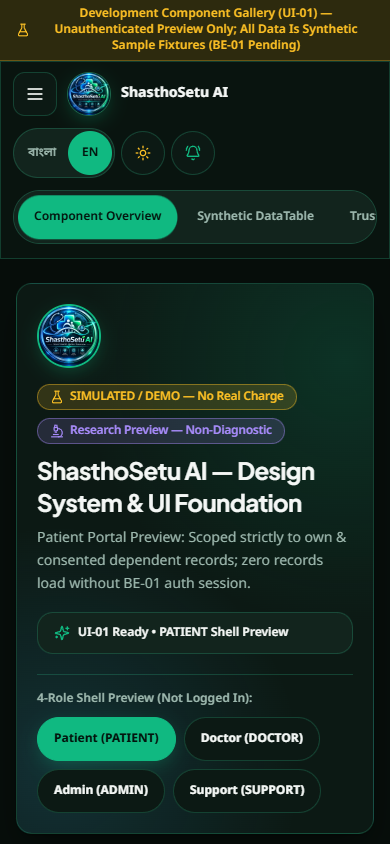 Development Component Gallery (UI-01) —
Unauthenticated Preview Only; All Data Is Synthetic
Sample Fixtures (BE-01 Pending)
ShasthoSetu AI
ShasthoSetu AI
বাংলা
EN
Component Overview
Synthetic DataTable
Trus
ShasthoSetu AI
SIMULATED / DEMO — No Real Charge
Research Preview — Non-Diagnostic
ShasthoSetu AI — Design
System & UI Foundation
Patient Portal Preview: Scoped strictly to own &
consented dependent records; zero records
load without BE-01 auth session.
UI-01 Ready • PATIENT Shell Preview
4-Role Shell Preview (Not Logged In):
Patient (PATIENT)
Doctor (DOCTOR)
Admin (ADMIN)
Support (SUPPORT)